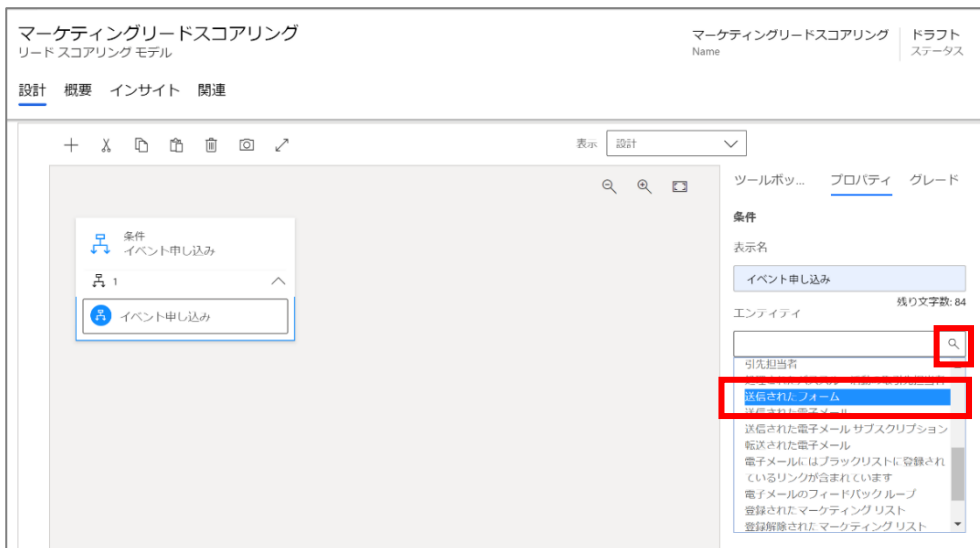 マーケティングリードスコアリング
リード スコアリング モデル
マーケティングリードスコアリング
Name
ドラフト
ステータス
設計 概要 インサイト 関連
表示 設計
ツールボッ... プロパティ グレード
条件
イベント申し込み
1
イベント申し込み
条件
表示名
イベント申し込み
残り文字数: 84
エンティティ
引先担当者
送信されたフォーム
送信された電子メール
送信された電子メール サブスクリプション
転送された電子メール
電子メールにはブラックリストに登録され
ているリンクが含まれています
電子メールのフィードバック ループ
登録されたマーケティング リスト
登録解除されたマーケティング リスト